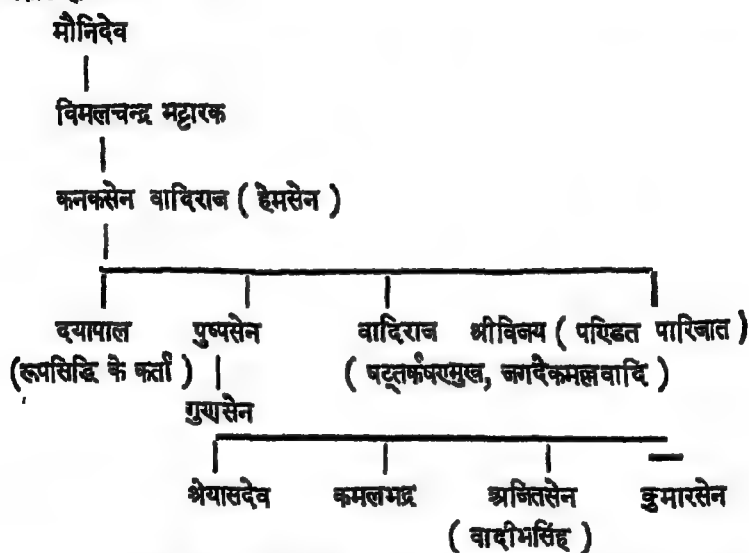 मौनिदेव
विमलचन्द्र भट्टारक
कनकसेन वादिराज ( हेमसेन )
दयापाल पुष्पसेन वादिराज श्रीविजय ( पण्डित पारिजात )
(रूपसिद्धि के कर्ता ) ( षट्तर्कषण्मुख, जगदेकमल्लवादि )
गुणसेन
श्रेयांसदेव कमलभद्र अजितसेन कुमारसेन
( वादीभसिंह )